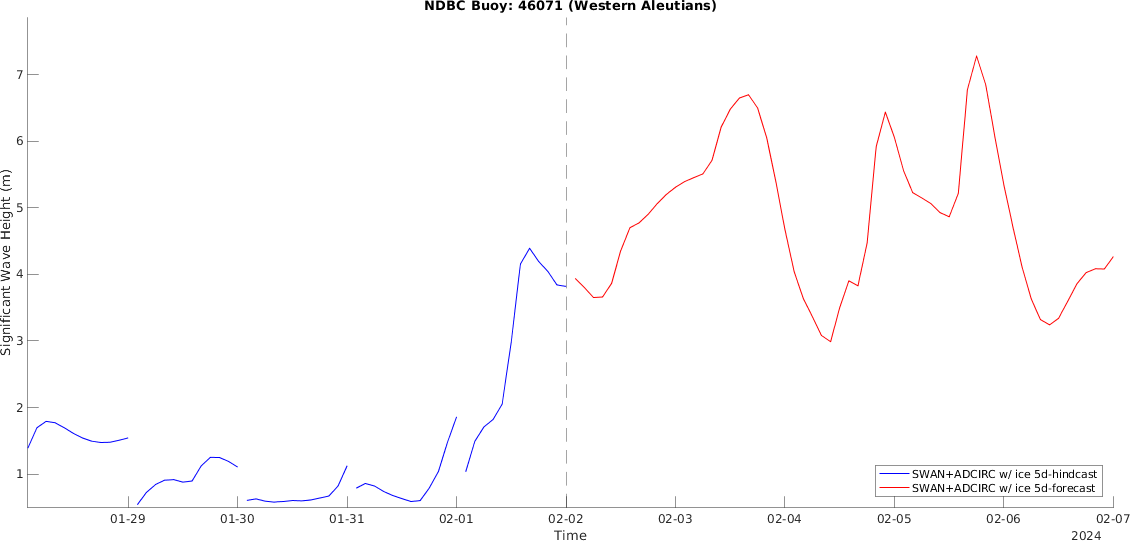 NDBC Buoy: 46071 (Western Aleutians)
Significant Wave Height (m)
7
6
5
4
3
2
1
SWAN+ADCIRC w/ ice 5d-hindcast
SWAN+ADCIRC w/ ice 5d-forecast
01-29 01-30 01-31 02-01 02-02 02-03 02-04 02-05 02-06 02-07
Time
2024